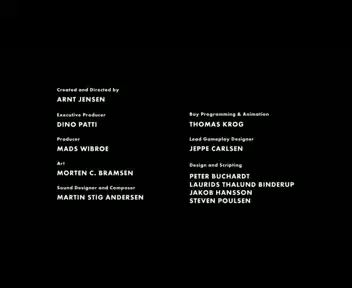 Created and Directed by
ARNT JENSEN
Executive Producer
DINO PATTI
Producer
MADS WIBROE
Art
MORTEN C. BRAMSEN
Sound Designer and Composer
MARTIN STIG ANDERSEN
Boy Programming & Animation
THOMAS KROG
Lead Gameplay Designer
JEPPE CARLSEN
Design and Scripting
PETER BUCHARDT
LAURIDS THALUND BINDERUP
JAKOB HANSSON
STEVEN POULSEN